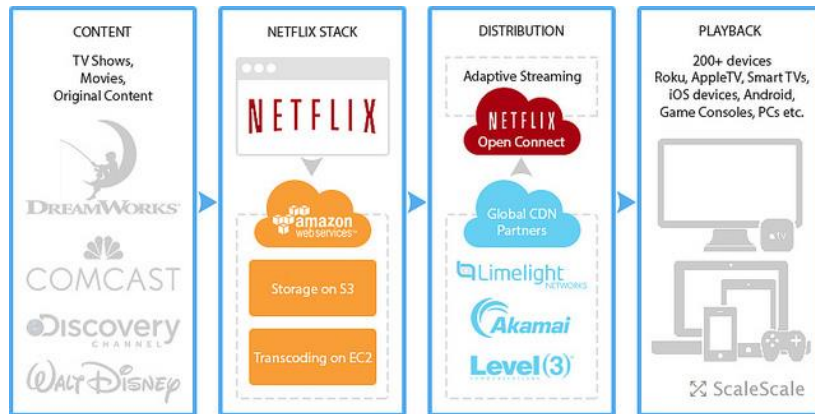 CONTENT
TV Shows,
Movies,
Original Content
DREAMWORKS
COMCAST
Discovery
CHANNEL
WALT DISNEY
NETFLIX STACK
NETFLIX
amazon
webservices™
Storage on S3
Transcoding on EC2
DISTRIBUTION
Adaptive Streaming
NETFLIX
Open Connect
Global CDN
Partners
Limelight
NETWORKS
Akamai
Level(3)
COMMUNICATIONS
PLAYBACK
200+ devices
Roku, AppleTV, Smart TVs,
iOS devices, Android,
Game Consoles, PCs etc.
tv
ScaleScale